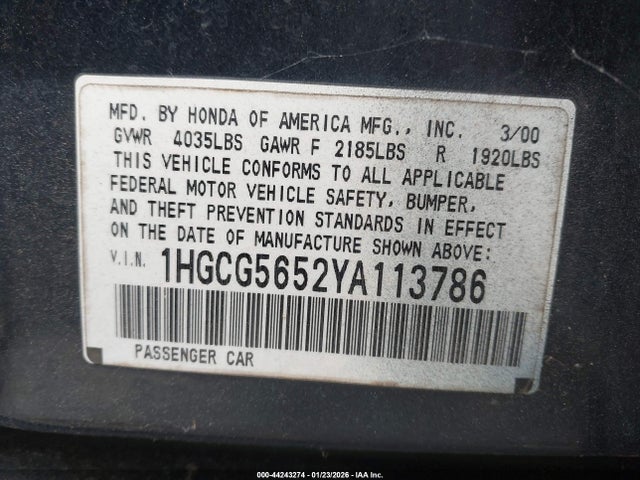 MFD. BY HONDA OF AMERICA MFG., INC. 3/00
GVWR 4035LBS GAWR F 2185LBS R 1920LBS
THIS VEHICLE CONFORMS TO ALL APPLICABLE
FEDERAL MOTOR VEHICLE SAFETY, BUMPER,
AND THEFT PREVENTION STANDARDS IN EFFECT
ON THE DATE OF MANUFACTURE SHOWN ABOVE:
V.I.N. 1HGCG5652YA113786
PASSENGER CAR
000-44243274 - 01/23/2026 - IAA Inc.